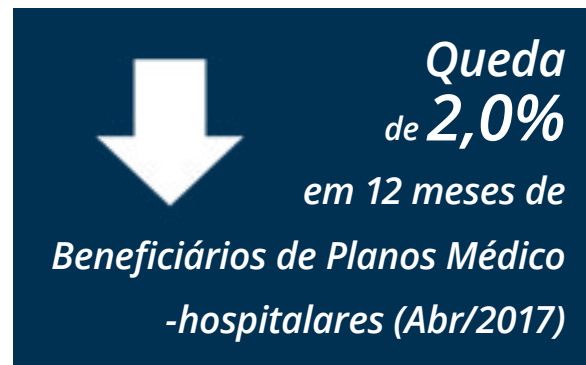 Queda
de 2,0%
em 12 meses de
Beneficiários de Planos Médico
-hospitalares (Abr/2017)